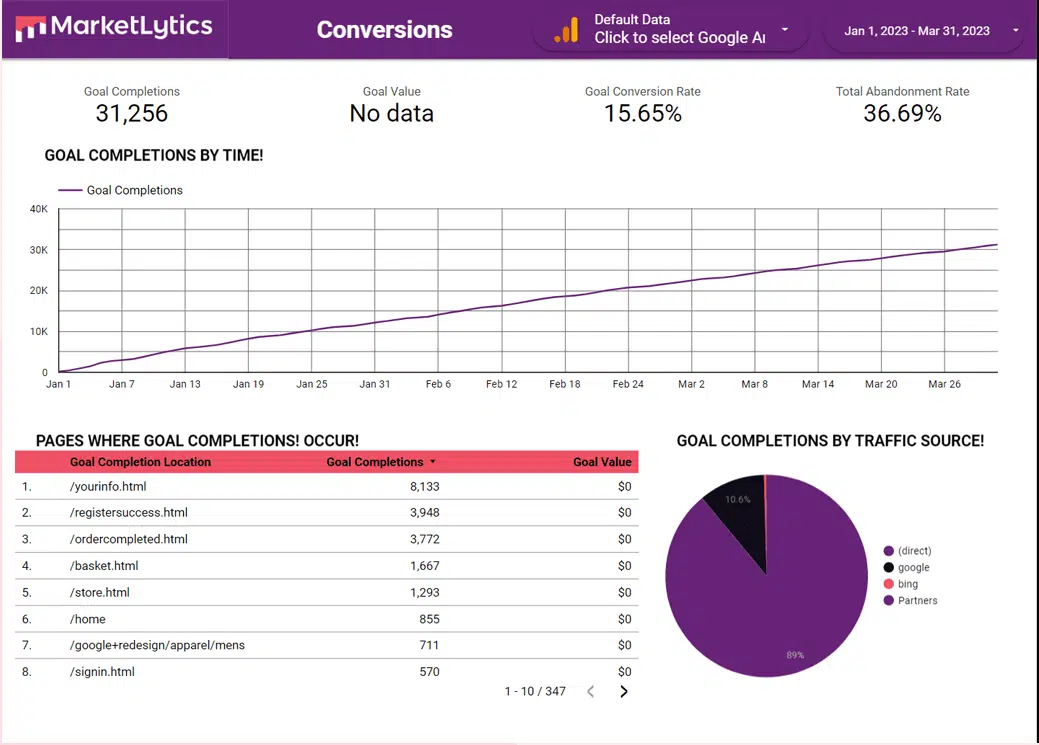 MarketLytics
Conversions
Default Data
Click to select Google Ar
Jan 1, 2023 - Mar 31, 2023
Goal Completions
31,256
Goal Value
No data
Goal Conversion Rate
15.65%
Total Abandonment Rate
36.69%
GOAL COMPLETIONS BY TIME!
Goal Completions
40K
30K
20K
10K
0
Jan 1 Jan 7 Jan 13 Jan 19 Jan 25 Jan 31 Feb 6 Feb 12 Feb 18 Feb 24 Mar 2 Mar 8 Mar 14 Mar 20 Mar 26
PAGES WHERE GOAL COMPLETIONS! OCCUR!
Goal Completion Location Goal Completions Goal Value
1. /yourinfo.html 8,133 $0
2. /registersuccess.html 3,948 $0
3. /ordercompleted.html 3,772 $0
4. /basket.html 1,667 $0
5. /store.html 1,293 $0
6. /home 855 $0
7. /google+redesign/apparel/mens 711 $0
8. /signin.html 570 $0
1 - 10 / 347
GOAL COMPLETIONS BY TRAFFIC SOURCE!
10.6%
89%
(direct)
google
bing
Partners